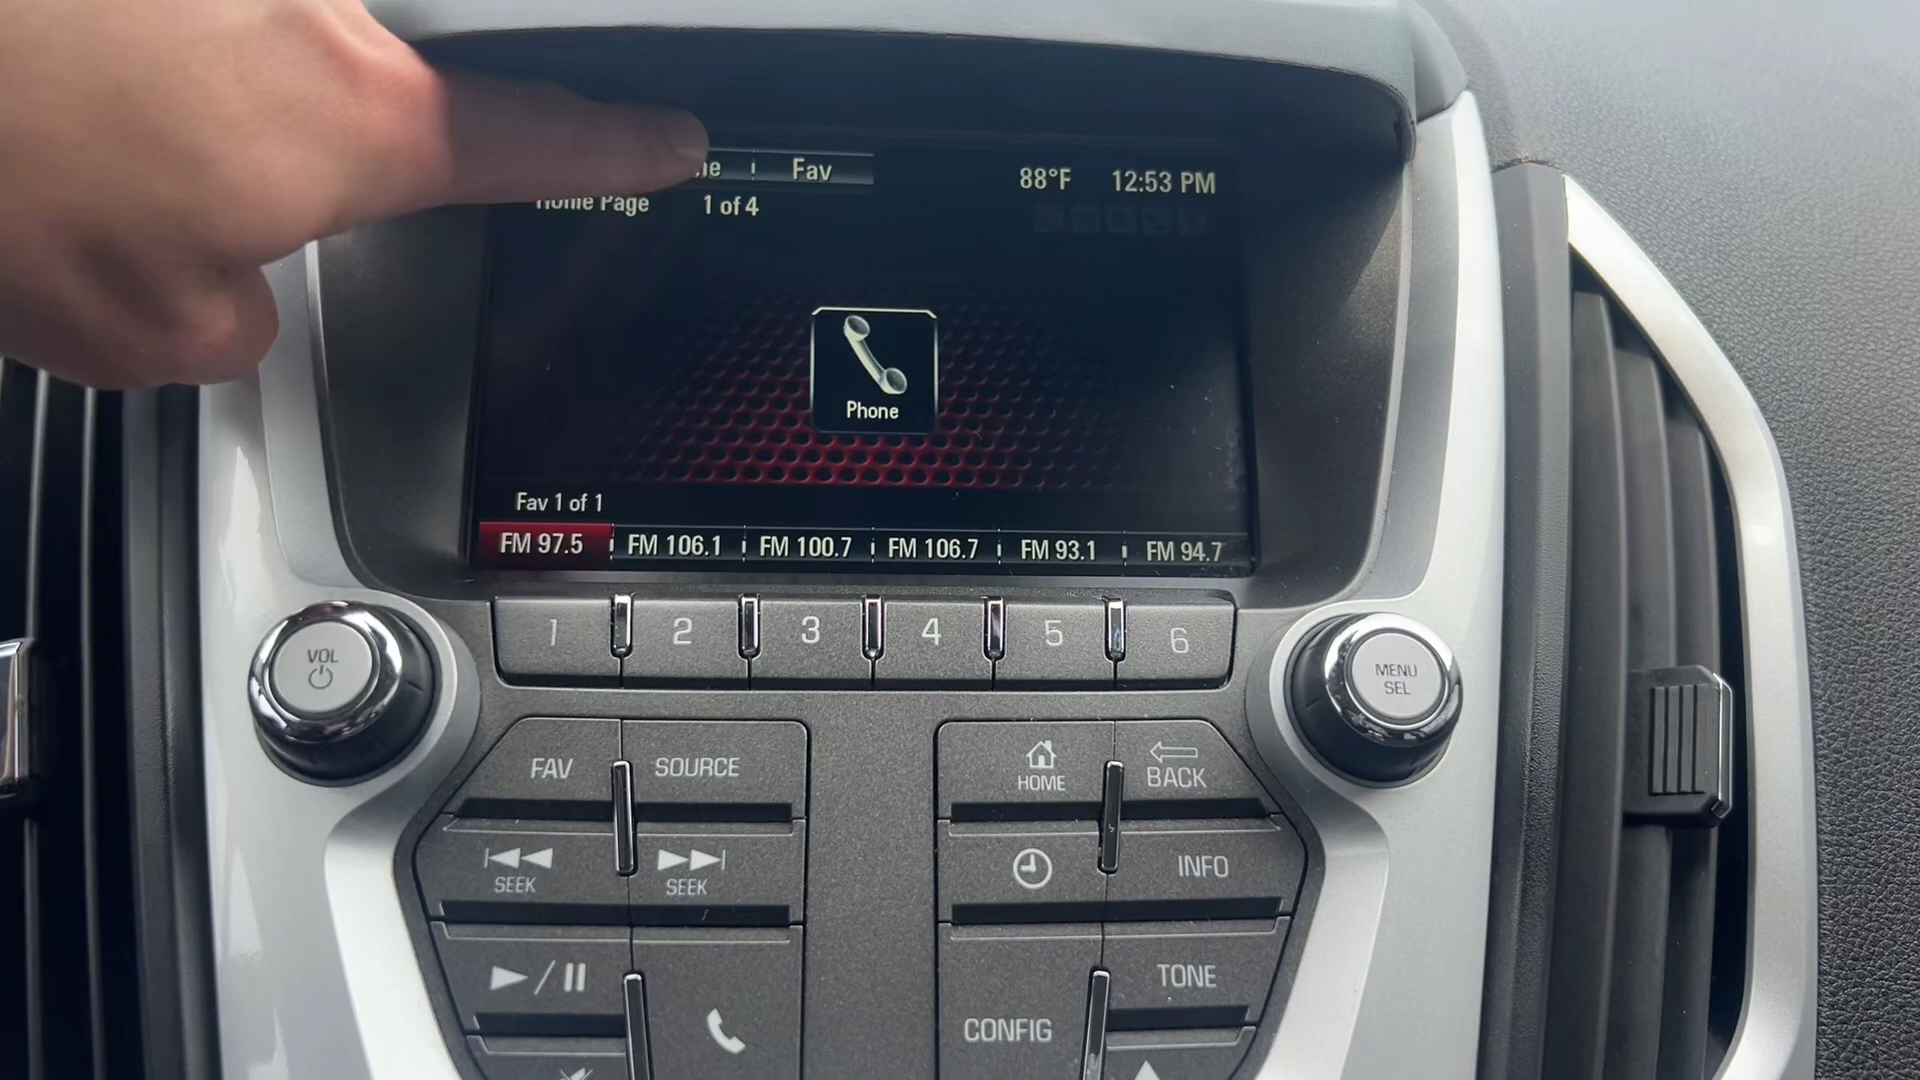 Fav
88°F 12:53 PM
Home Page 1 of 4
Phone
Fav 1 of 1
FM 97.5 FM 106.1 FM 100.7 FM 106.7 FM 93.1 FM 94.7
1 2 3 4 5 6
VOL
MENU
SEL
FAV SOURCE
HOME BACK
SEEK SEEK
INFO
TONE
CONFIG